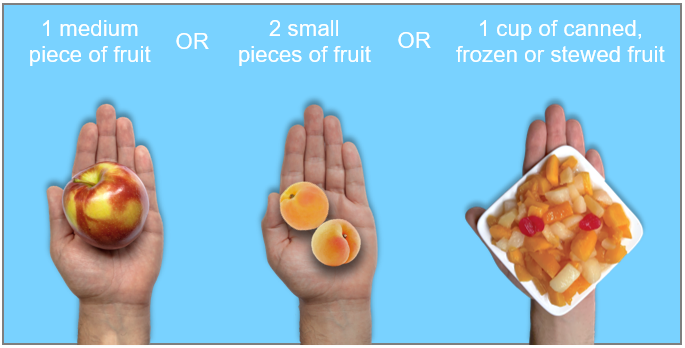 1 medium
piece of fruit
OR
2 small
pieces of fruit
OR
1 cup of canned,
frozen or stewed fruit